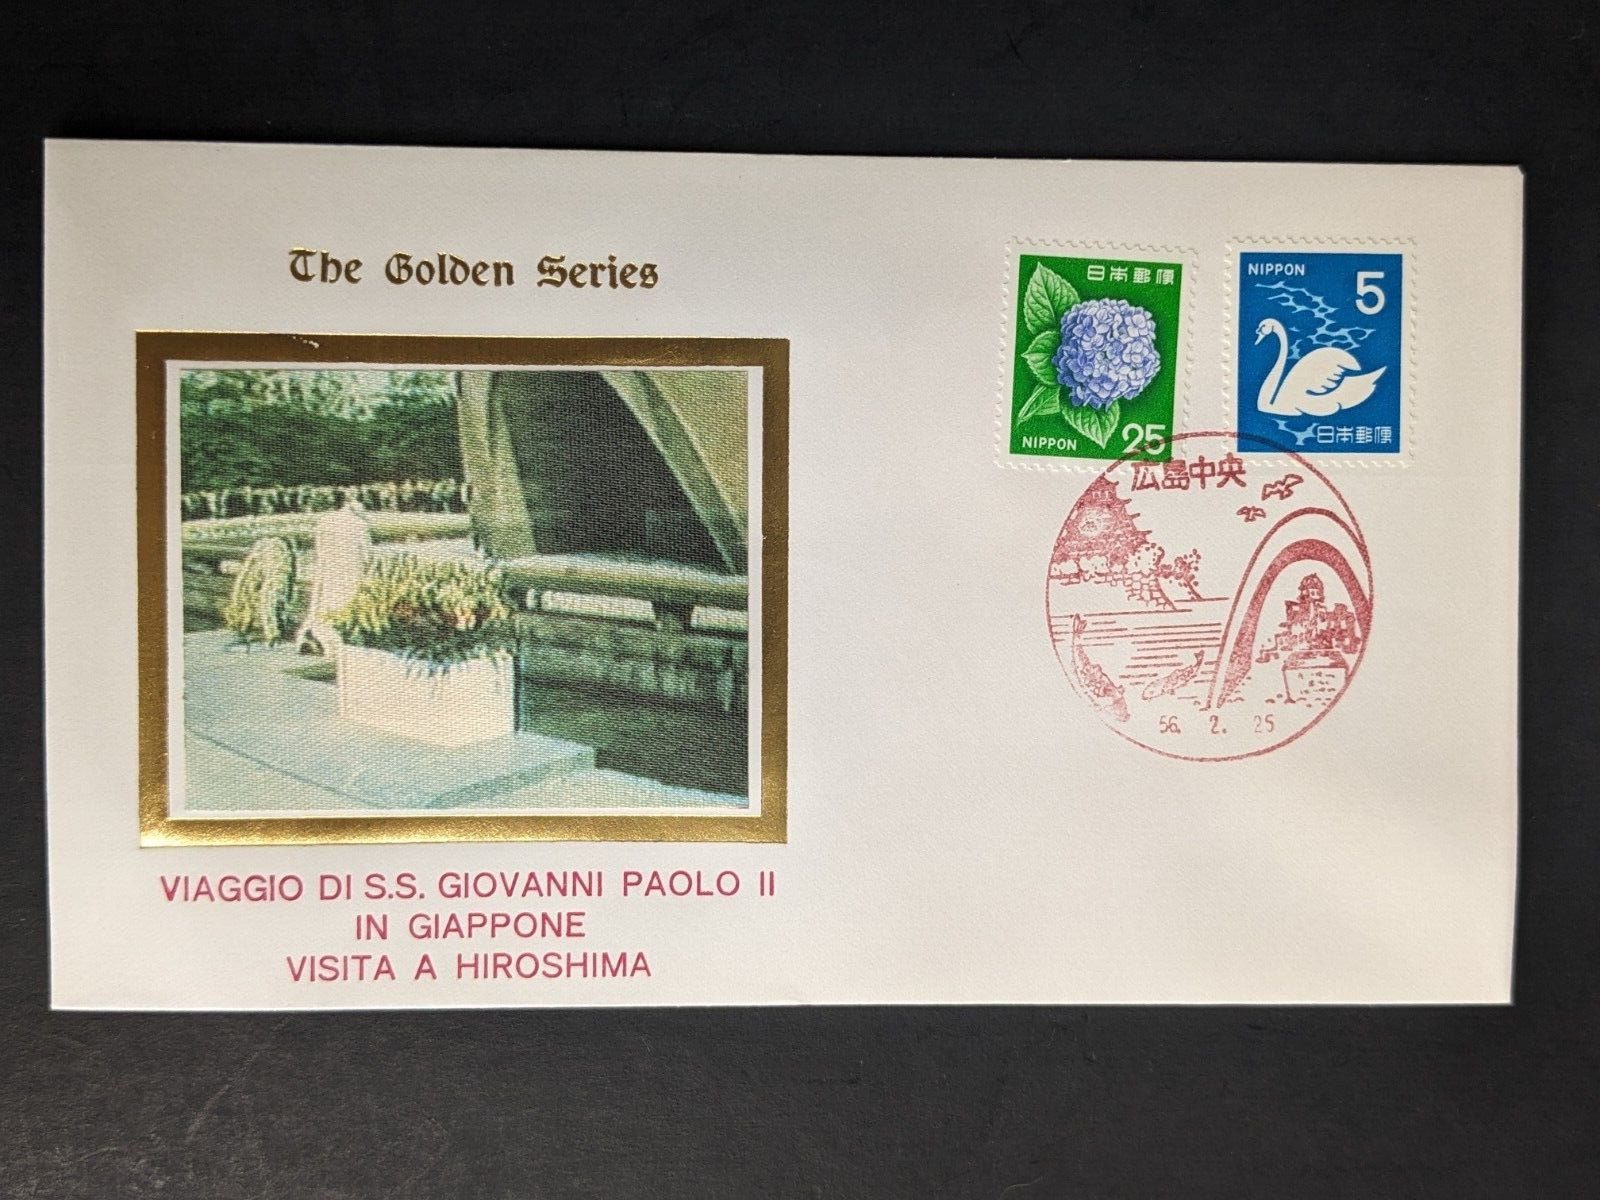 The Golden Series
日本郵便
NIPPON 25
NIPPON 5
日本郵便
広島中央
56. 2. 25
VIAGGIO DI S.S. GIOVANNI PAOLO II
IN GIAPPONE
VISITA A HIROSHIMA